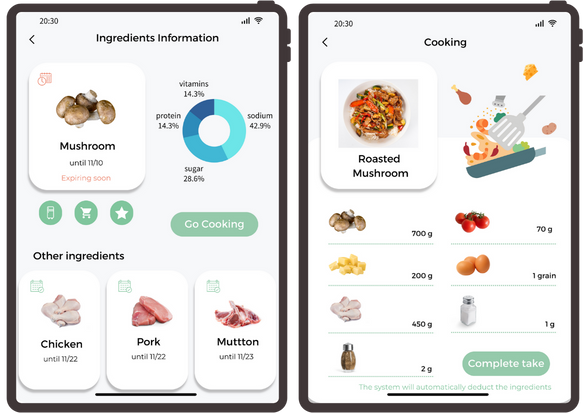 20:30
Ingredients Information
vitamins
14.3%
protein
14.3%
sodium
42.9%
sugar
28.6%
Mushroom
until 11/10
Expiring soon
Go Cooking
Other ingredients
Chicken
until 11/22
Pork
until 11/22
Muttton
until 11/23
20:30
Cooking
Roasted
Mushroom
700 g
70 g
200 g
1 grain
450 g
1 g
2 g
Complete take
The system will automatically deduct the ingredients